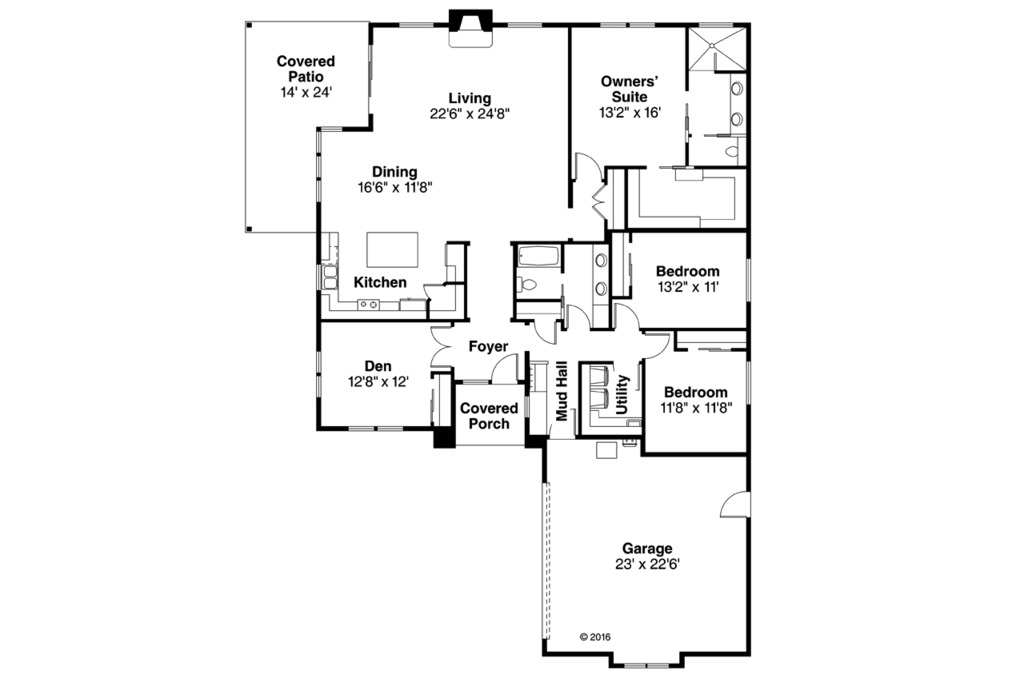 Covered
Patio
14' x 24'
Living
22'6" x 24'8"
Owners'
Suite
13'2" x 16'
Dining
16'6" x 11'8"
Kitchen
Bedroom
13'2" x 11'
Foyer
Den
12'8" x 12'
Covered
Porch
Mud Hall
Utility
Bedroom
11'8" x 11'8"
Garage
23' x 22'6'
© 2016